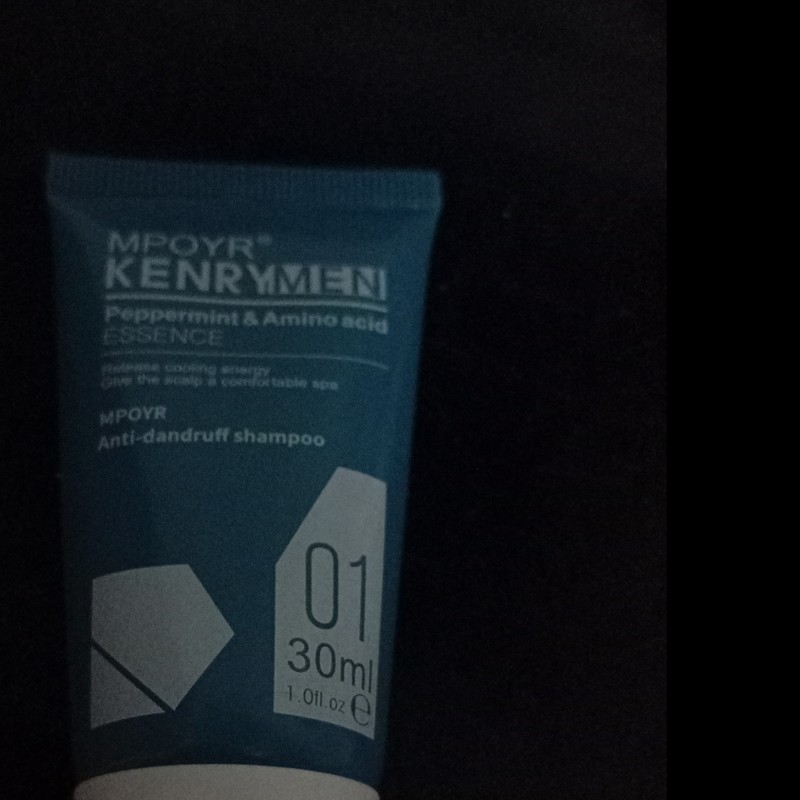 MPOYR®
KENRYMEN
Peppermint & Amino acid
ESSENCE
Release cooling energy
Give the scalp a comfortable spa
MPOYR
Anti-dandruff shampoo
01
30ml
1.0fl.oz ℮